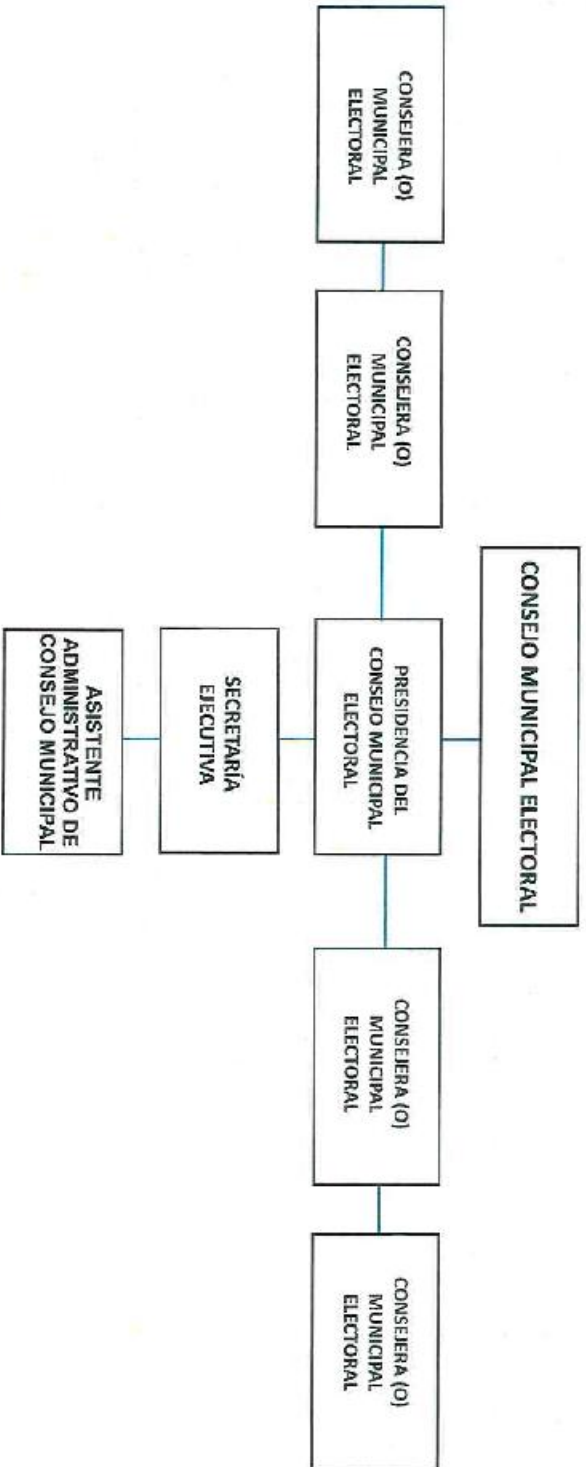 CONSEJO MUNICIPAL ELECTORAL
CONSEJERA (O)
MUNICIPAL
ELECTORAL
CONSEJERA (O)
MUNICIPAL
ELECTORAL
PRESIDENCIA DEL
CONSEJO MUNICIPAL
ELECTORAL
CONSEJERA (O)
MUNICIPAL
ELECTORAL
CONSEJERA (O)
MUNICIPAL
ELECTORAL
SECRETARÍA
EJECUTIVA
ASISTENTE
ADMINISTRATIVO DE
CONSEJO MUNICIPAL